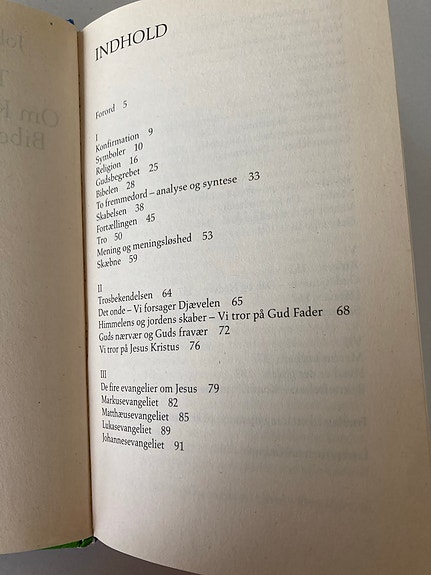 INDHOLD
Forord 5
I
Konfirmation 9
Symboler 10
Religion 16
Gudsbegrebet 25
Bibelen 28
To fremmedord – analyse og syntese 33
Skabelsen 38
Fortællingen 45
Tro 50
Mening og meningsløshed 53
Skæbne 59
II
Trosbekendelsen 64
Det onde – Vi forsager Djævelen 65
Himmelens og jordens skaber – Vi tror på Gud Fader 68
Guds nærvær og Guds fravær 72
Vi tror på Jesus Kristus 76
III
De fire evangelier om Jesus 79
Markusevangeliet 82
Matthæusevangeliet 85
Lukasevangeliet 89
Johannesevangeliet 91